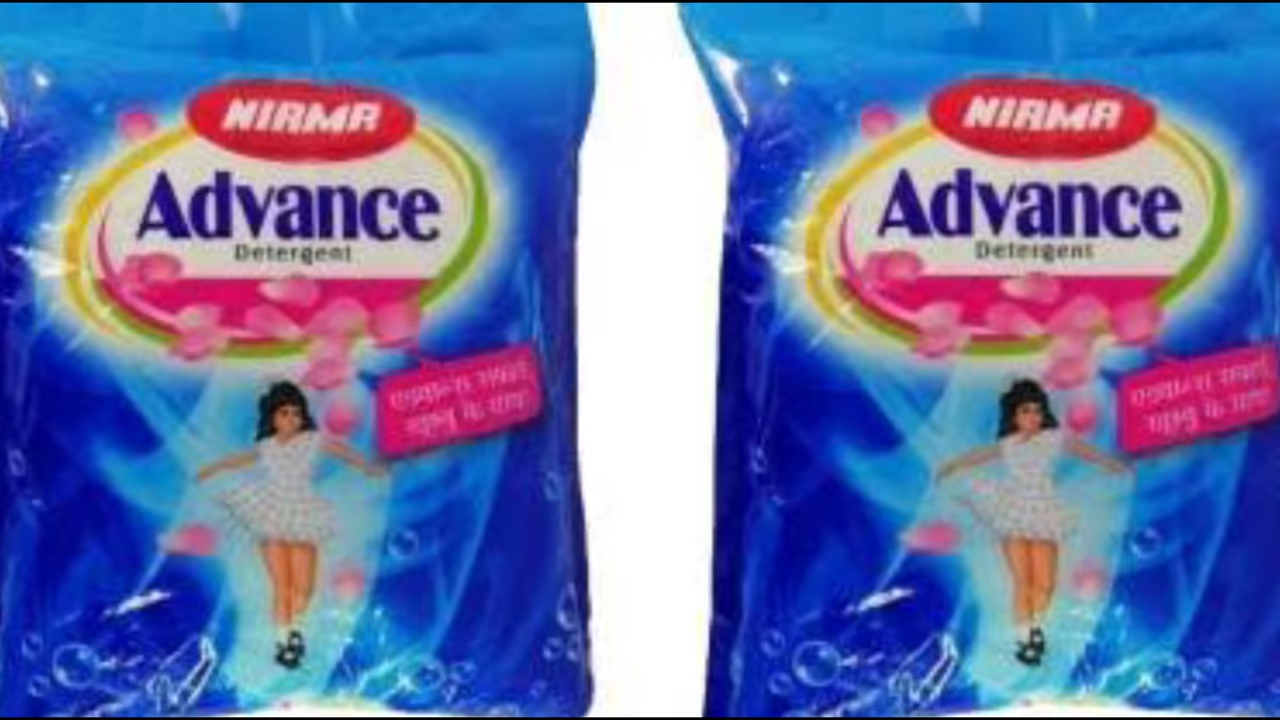 NIRMA
Advance
Detergent
NIRMA
Advance
Detergent